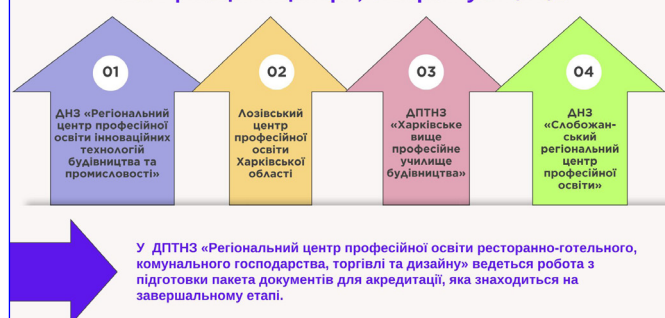 01
ДНЗ «Регіональний
центр професійної
освіти інноваційних
технологій
будівництва та
промисловості»
02
Лозівський
центр
професійної
освіти
Харківської
області
03
ДПТНЗ
«Харківське
вище
професійне
училище
будівництва»
04
ДНЗ
«Слобожан-
ський
регіональний
центр
професійної
освіти»
У ДПТНЗ «Регіональний центр професійної освіти ресторанно-готельного,
комунального господарства, торгівлі та дизайну» ведеться робота з
підготовки пакета документів для акредитації, яка знаходиться на
завершальному етапі.